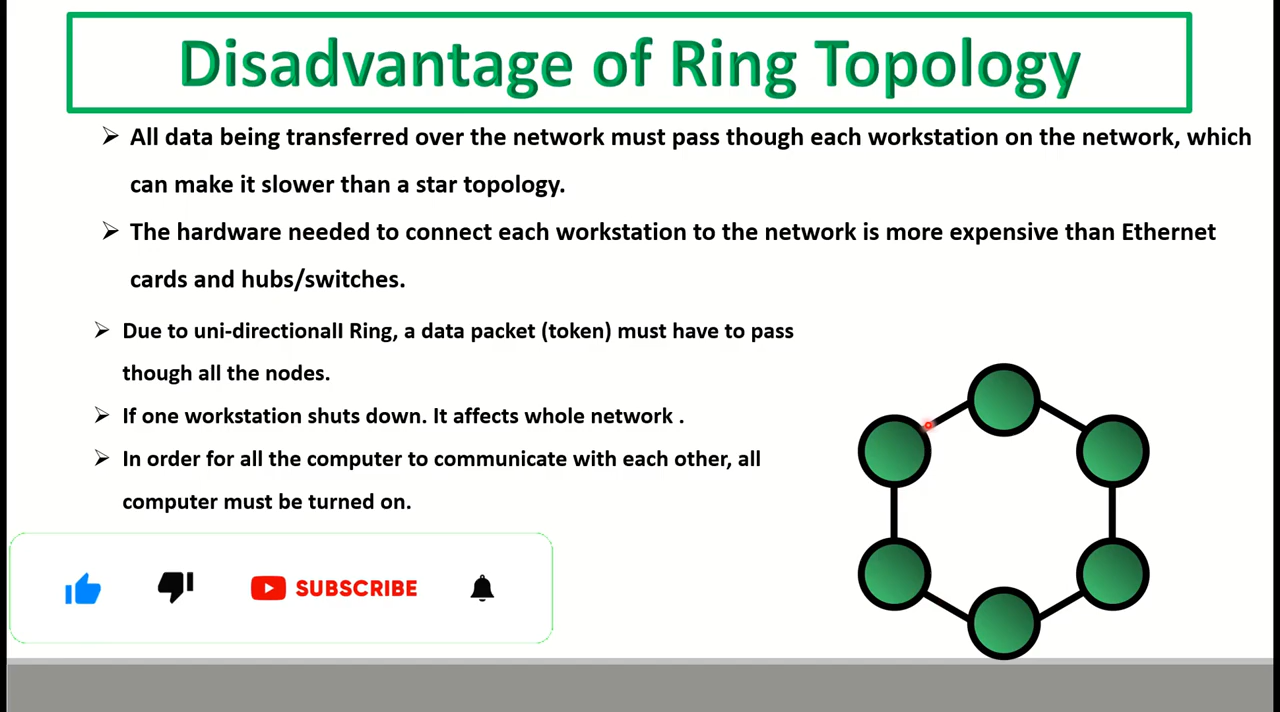 Disadvantage of Ring Topology
➢ All data being transferred over the network must pass though each workstation on the network, which
can make it slower than a star topology.
➢ The hardware needed to connect each workstation to the network is more expensive than Ethernet
cards and hubs/switches.
➢ Due to uni-directionall Ring, a data packet (token) must have to pass
though all the nodes.
➢ If one workstation shuts down. It affects whole network .
➢ In order for all the computer to communicate with each other, all
computer must be turned on.
SUBSCRIBE